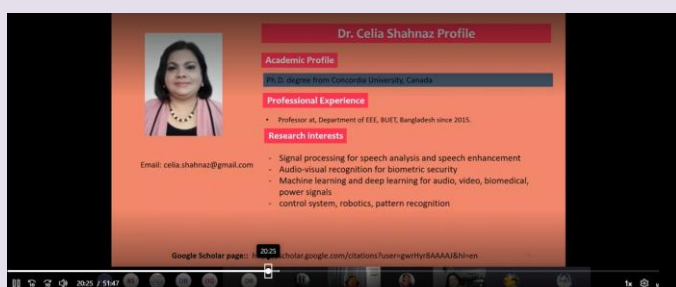 Dr. Celia Shahnaz Profile
Academic Profile
Ph.D. degree from Concordia University, Canada
Professional Experience
• Professor at, Department of EEE, BUET, Bangladesh since 2015.
Research interests
Email: celia.shahnaz@gmail.com
- Signal processing for speech analysis and speech enhancement
- Audio-visual recognition for biometric security
- Machine learning and deep learning for audio, video, biomedical,
power signals
- control system, robotics, pattern recognition
20:25
Google Scholar page:: scholar.google.com/citations?user=gwrHyrBAAAAJ&hl=en
20:25 / 51:47
1x